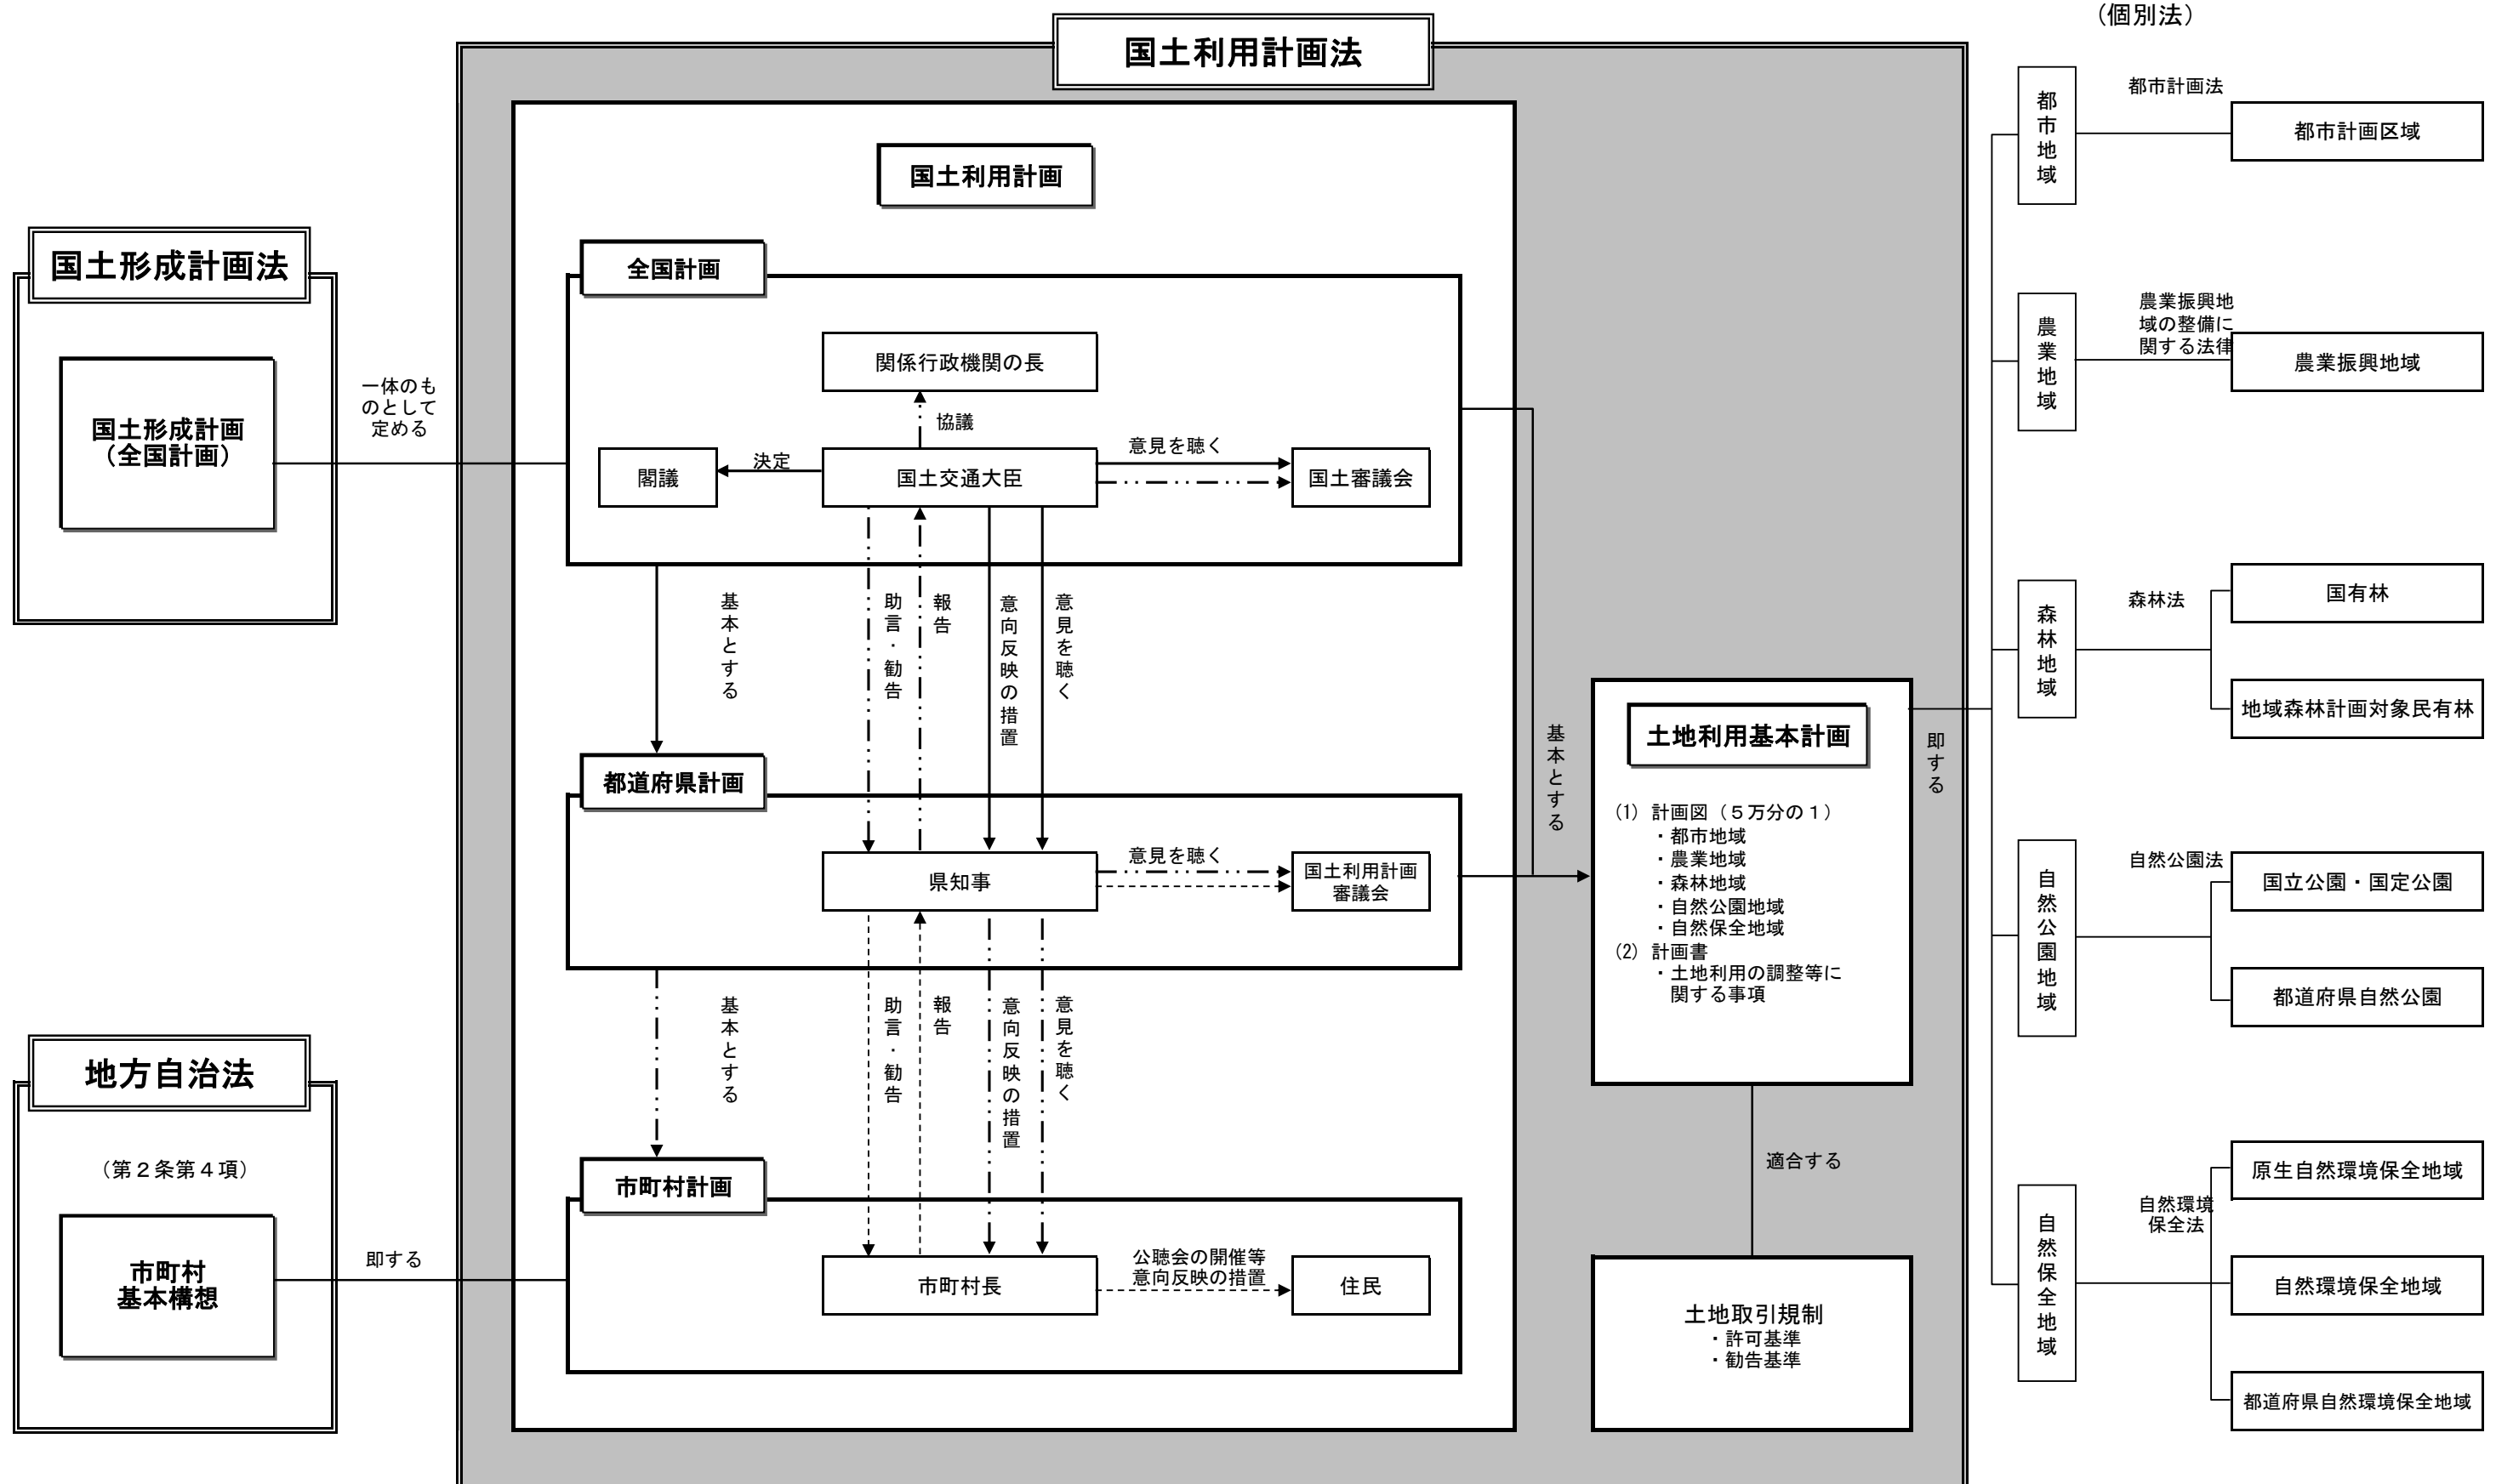 （個別法）
国土利用計画法
国土形成計画法
国土形成計画
（全国計画）
一体のも
のとして
定める
地方自治法
（第２条第４項）
市町村
基本構想
即する
国土利用計画
全国計画
関係行政機関の長
協議
閣議
決定
国土交通大臣
意見を聴く
国土審議会
基本とする
助言・勧告
報告
意向反映の措置
意見を聴く
都道府県計画
県知事
意見を聴く
国土利用計画
審議会
基本とする
助言・勧告
報告
意向反映の措置
意見を聴く
市町村計画
市町村長
公聴会の開催等
意向反映の措置
住民
基本とする
土地利用基本計画
(1) 計画図（５万分の１）
・都市地域
・農業地域
・森林地域
・自然公園地域
・自然保全地域
(2) 計画書
・土地利用の調整等に
関する事項
即する
適合する
土地取引規制
・許可基準
・勧告基準
都市地域
都市計画法
都市計画区域
農業地域
農業振興地
域の整備に
関する法律
農業振興地域
森林地域
森林法
国有林
地域森林計画対象民有林
自然公園地域
自然公園法
国立公園・国定公園
都道府県自然公園
自然保全地域
自然環境
保全法
原生自然環境保全地域
自然環境保全地域
都道府県自然環境保全地域